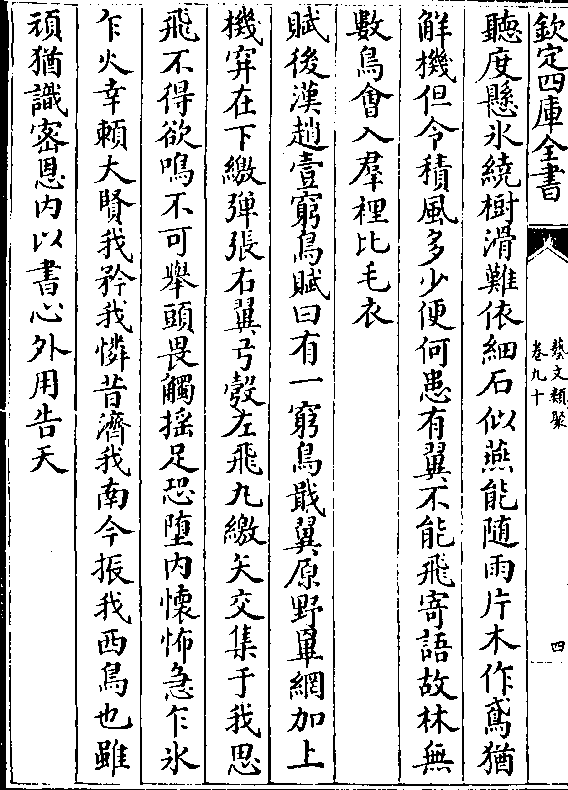 欽定四庫全書
藝文類聚
卷九十
四
聽度懸氷繞樹滑難依細石似燕能随雨片木作鳶猶
解機但令積風多少便何患有翼不能飛寄語故林無
數鳥會入羣裡比毛衣
賦後漢趙壹窮鳥賦曰有一窮鳥戢翼原野罼網加上
機穽在下繳彈張右翼弓彀左飛九繳矢交集于我思
飛不得欲鳴不可舉頭畏觸揺足恐墮内懷怖急乍氷
乍火幸頼大賢我矜我憐昔濟我南今振我西鳥也雖
頑猶識密恩内以書心外用告天